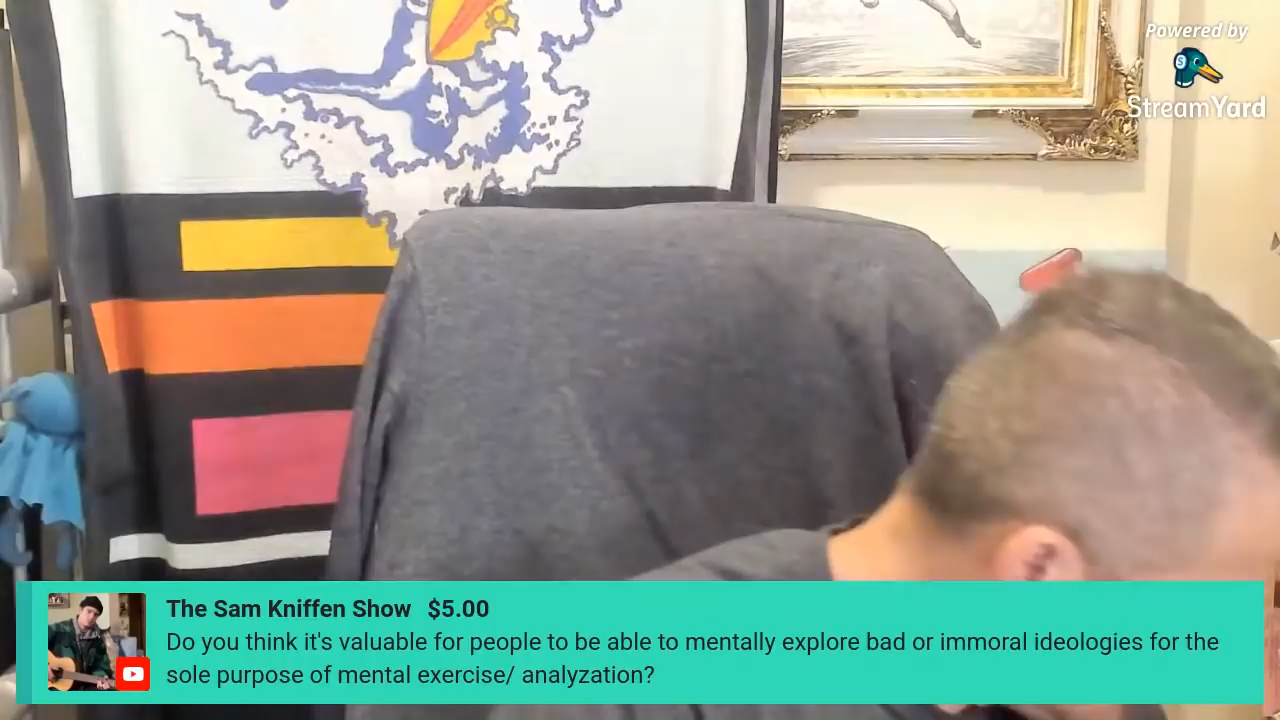 Powered by
StreamYard
The Sam Kniffen Show $5.00
Do you think it's valuable for people to be able to mentally explore bad or immoral ideologies for the
sole purpose of mental exercise/ analyzation?